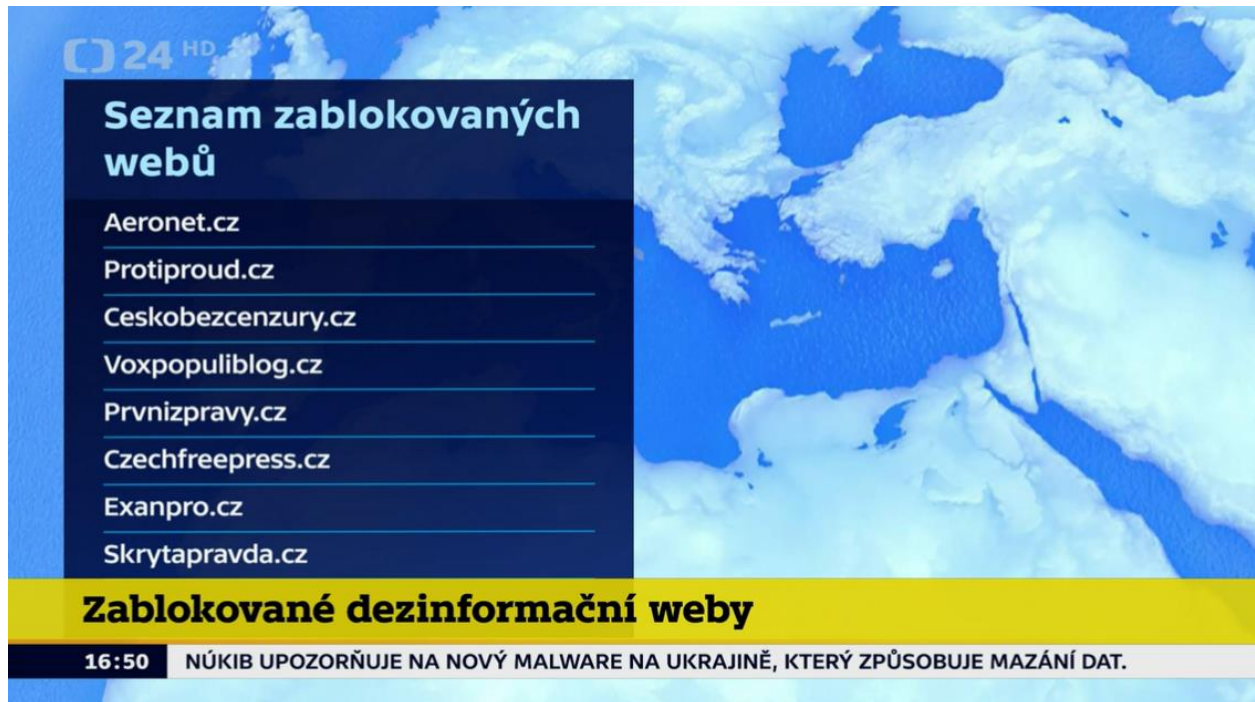 24 HD
Seznam zablokovaných
webů
Aeronet.cz
Protiproud.cz
Ceskobezcenzury.cz
Voxpopuliblog.cz
Prvnizpravy.cz
Czechfreepress.cz
Exanpro.cz
Skrytapravda.cz
Zablokované dezinformační weby
16:50 NÚKIB UPOZORŇUJE NA NOVÝ MALWARE NA UKRAJINĚ, KTERÝ ZPŮSOBUJE MAZÁNÍ DAT.